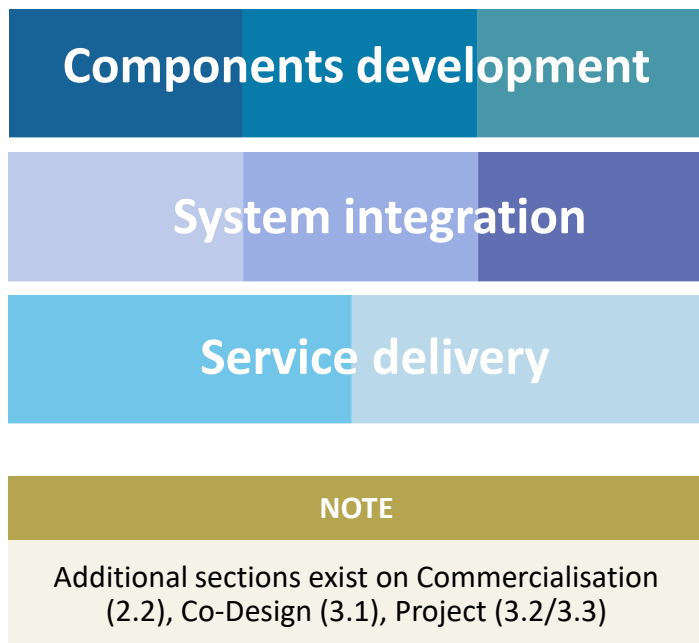 Components development
System integration
Service delivery
NOTE
Additional sections exist on Commercialisation
(2.2), Co-Design (3.1), Project (3.2/3.3)